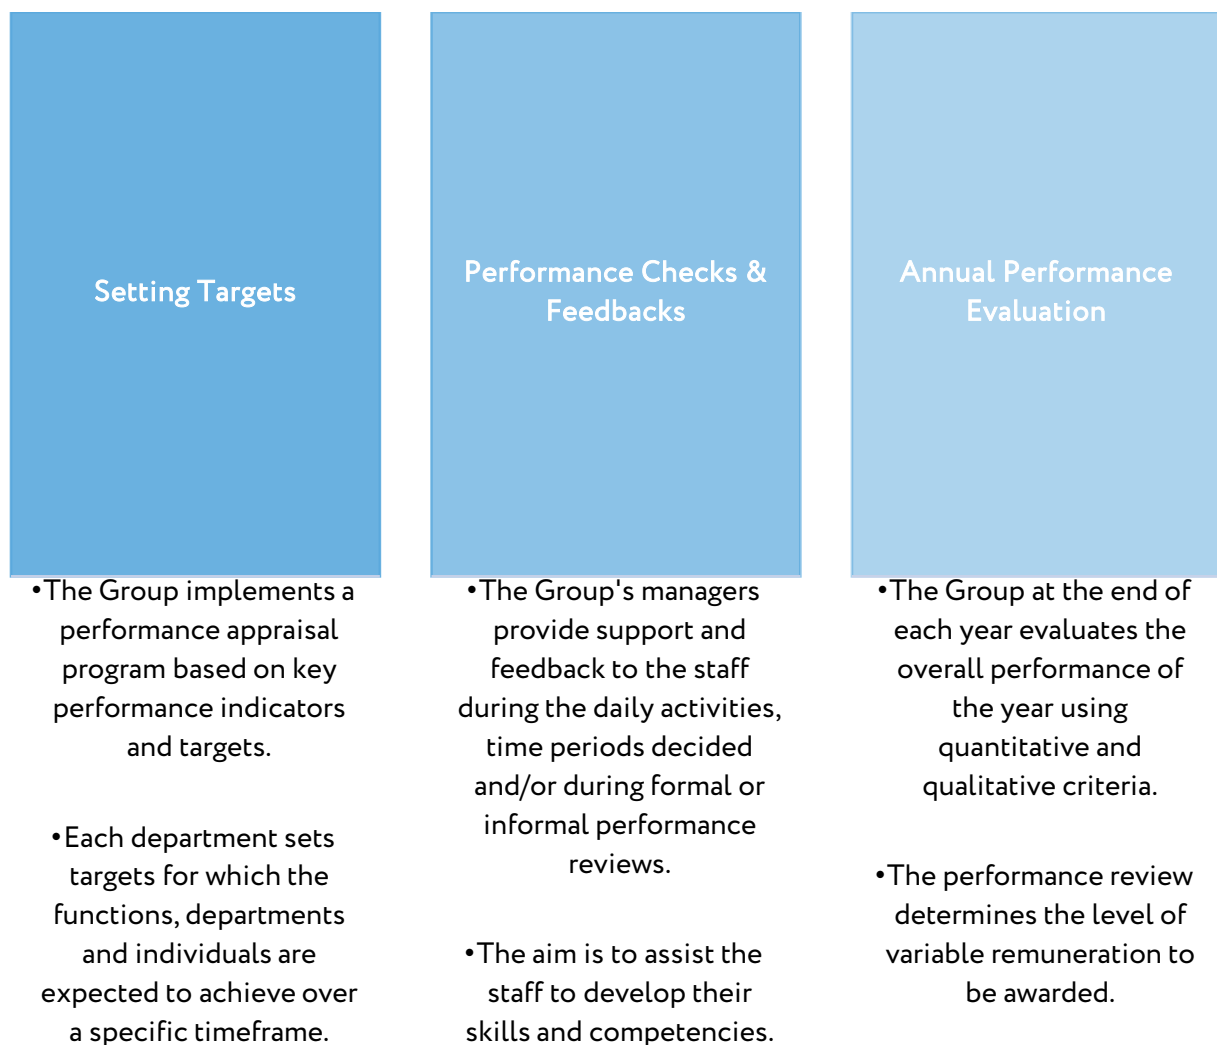 Setting Targets
•The Group implements a
performance appraisal
program based on key
performance indicators
and targets.
•Each department sets
targets for which the
functions, departments
and individuals are
expected to achieve over
a specific timeframe.
Performance Checks &
Feedbacks
•The Group's managers
provide support and
feedback to the staff
during the daily activities,
time periods decided
and/or during formal or
informal performance
reviews.
•The aim is to assist the
staff to develop their
skills and competencies.
Annual Performance
Evaluation
•The Group at the end of
each year evaluates the
overall performance of
the year using
quantitative and
qualitative criteria.
•The performance review
determines the level of
variable remuneration to
be awarded.